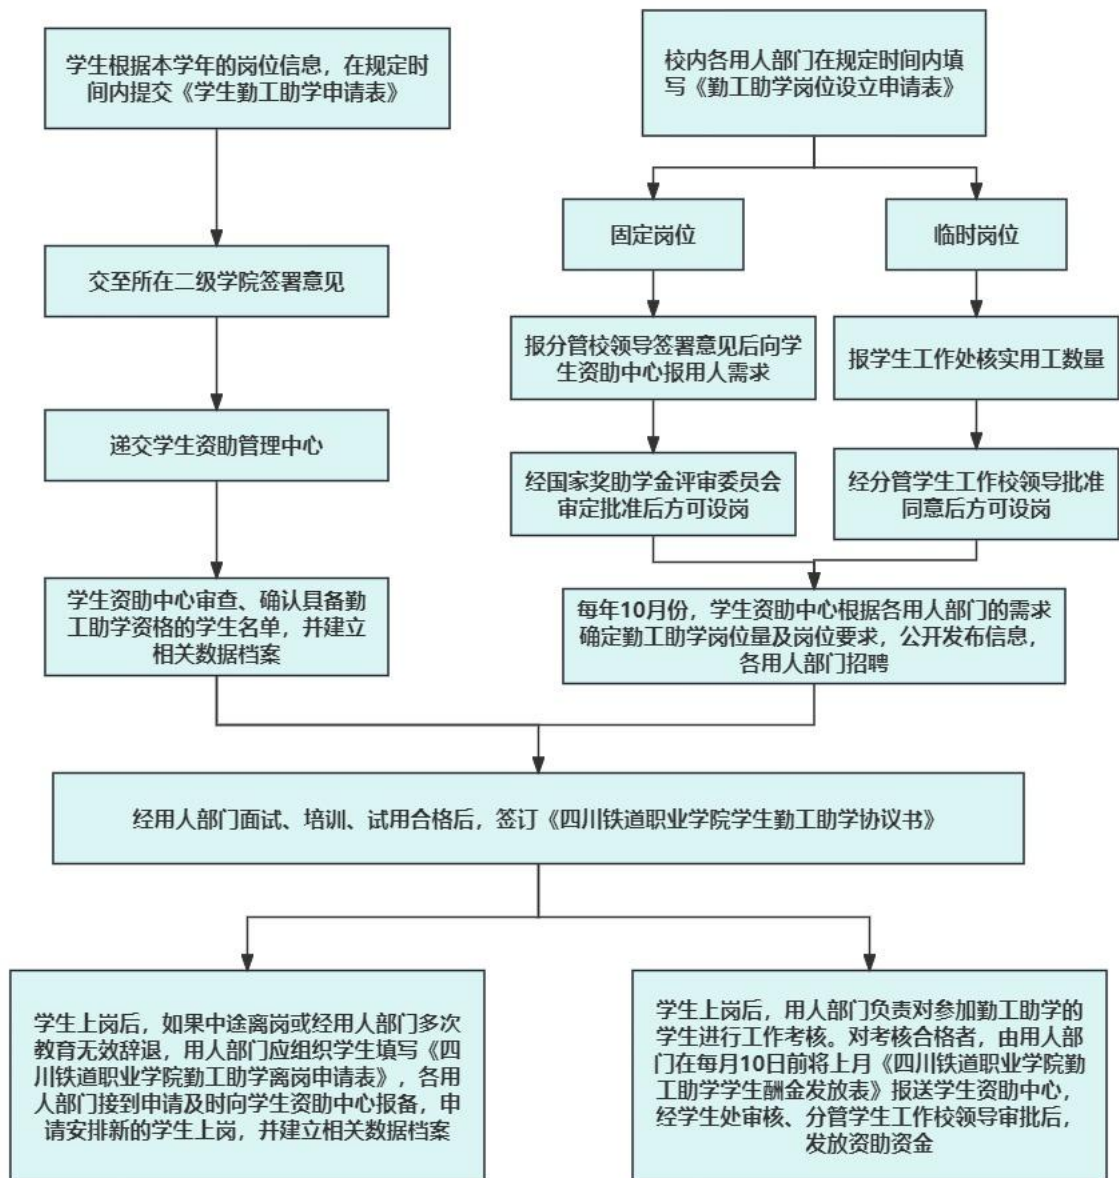 学生根据本学年的岗位信息，在规定时
间内提交《学生勤工助学申请表》
交至所在二级学院签署意见
递交学生资助管理中心
学生资助中心审查、确认具备勤
工助学资格的学生名单，并建立
相关数据档案
校内各用人部门在规定时间内填
写《勤工助学岗位设立申请表》
固定岗位
临时岗位
报分管校领导签署意见后向学
生资助中心报用人需求
报学生工作处核实用工数量
经国家奖助学金评审委员会
审定批准后方可设岗
经分管学生工作校领导批准
同意后方可设岗
每年10月份，学生资助中心根据各用人部门的需求
确定勤工助学岗位量及岗位要求，公开发布信息，
各用人部门招聘
经用人部门面试、培训、试用合格后，签订《四川铁道职业学院学生勤工助学协议书》
学生上岗后，如果中途离岗或经用人部门多次
教育无效辞退，用人部门应组织学生填写《四
川铁道职业学院勤工助学离岗申请表》，各用
人部门接到申请及时向学生资助中心报备，申
请安排新的学生上岗，并建立相关数据档案
学生上岗后，用人部门负责对参加勤工助学的
学生进行工作考核。对考核合格者，由用人部
门在每月10日前将上月《四川铁道职业学院勤
工助学学生酬金发放表》报送学生资助中心，
经学生处审核、分管学生工作校领导审批后，
发放资助资金